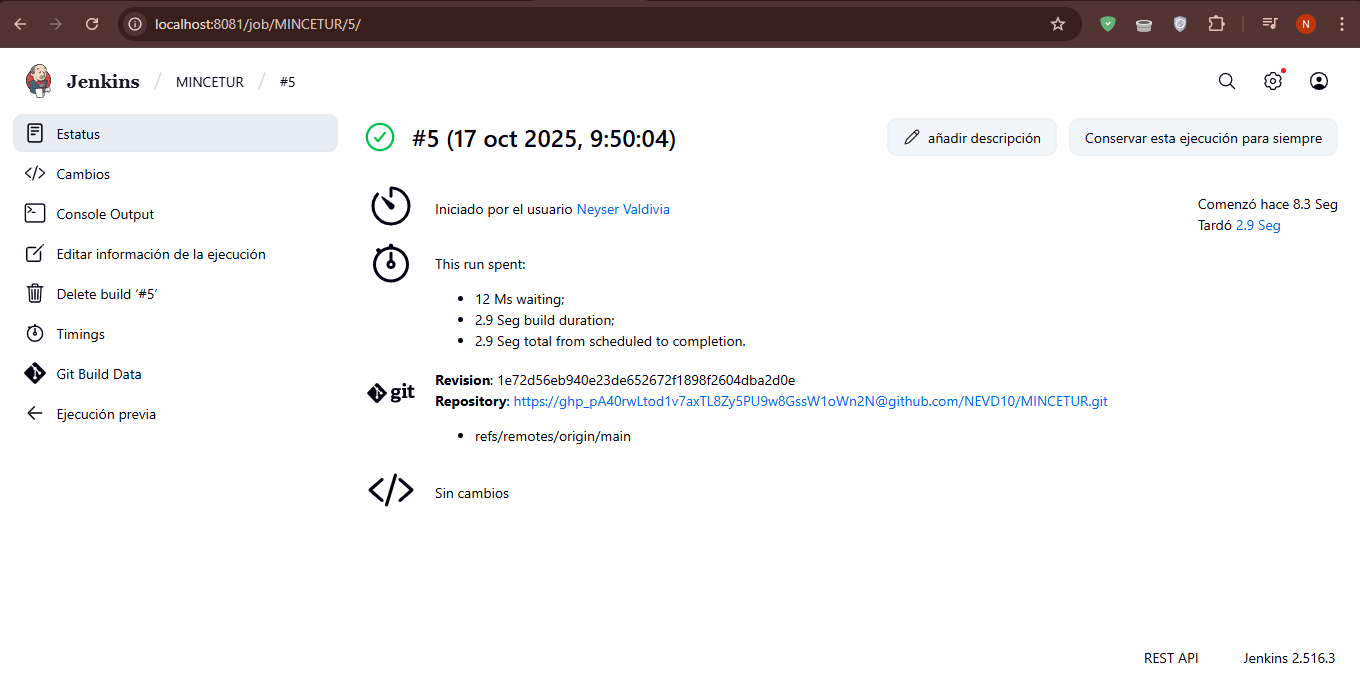 localhost:8081/job/MINCETUR/5/
N
Jenkins / MINCETUR / #5
Estatus
Cambios
Console Output
Editar información de la ejecución
Delete build ‘#5’
Timings
Git Build Data
Ejecución previa
#5 (17 oct 2025, 9:50:04)
añadir descripción
Conservar esta ejecución para siempre
Iniciado por el usuario Neyser Valdivia
Comenzó hace 8.3 Seg
Tardó 2.9 Seg
This run spent:
12 Ms waiting;
2.9 Seg build duration;
2.9 Seg total from scheduled to completion.
git
Revision: 1e72d56eb940e23de652672f1898f2604dba2d0e
Repository: https://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@github.com/NEVD10/MINCETUR.git
refs/remotes/origin/main
Sin cambios
REST API
Jenkins 2.516.3